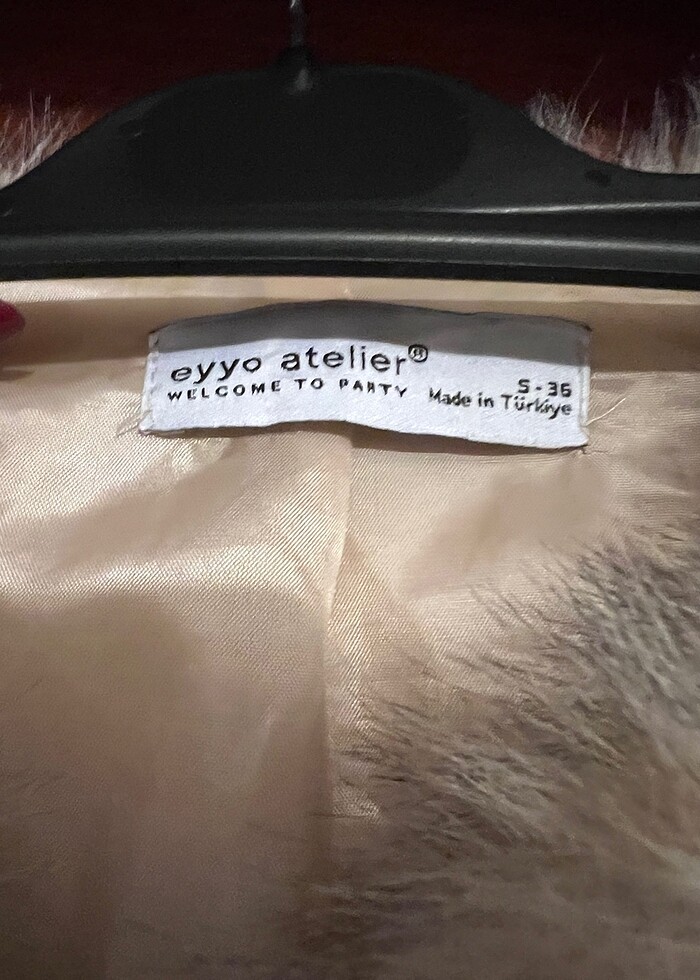 eyyo atelier®
WELCOME TO PARTY
S-36
Made in Türkiye